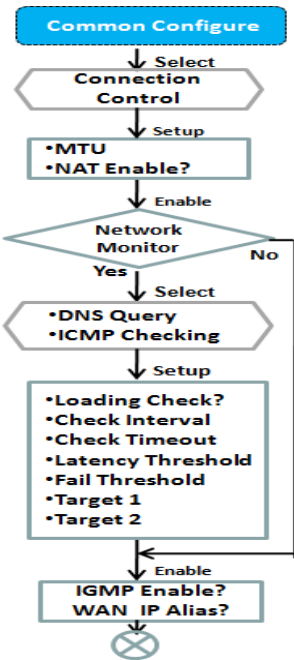 Common Configure
Select
Connection
Control
Setup
•MTU
•NAT Enable?
Enable
Network
Monitor
No
Yes
Select
•DNS Query
•ICMP Checking
Setup
•Loading Check?
•Check Interval
•Check Timeout
•Latency Threshold
•Fail Threshold
•Target 1
•Target 2
Enable
IGMP Enable?
WAN IP Alias?